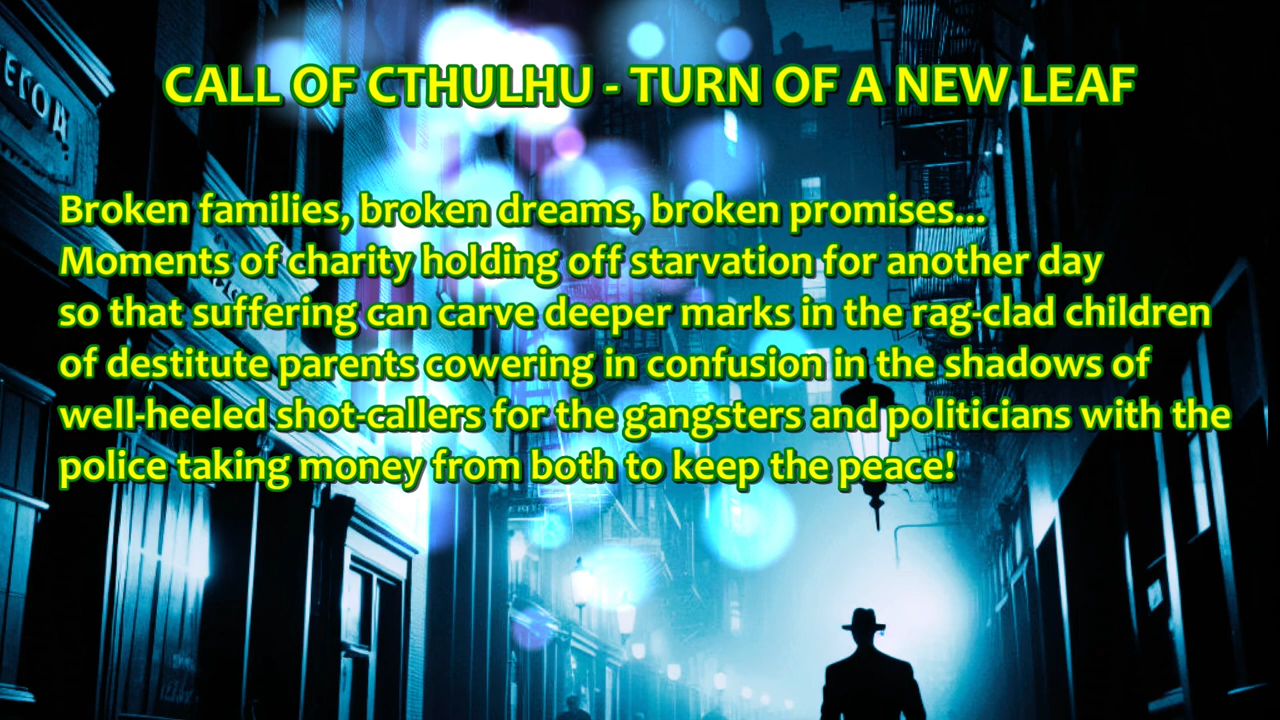 CALL OF CTHULHU - TURN OF A NEW LEAF
Broken families, broken dreams, broken promises...
Moments of charity holding off starvation for another day
so that suffering can carve deeper marks in the rag-clad children
of destitute parents cowering in confusion in the shadows of
well-heeled shot-callers for the gangsters and politicians with the
police taking money from both to keep the peace!